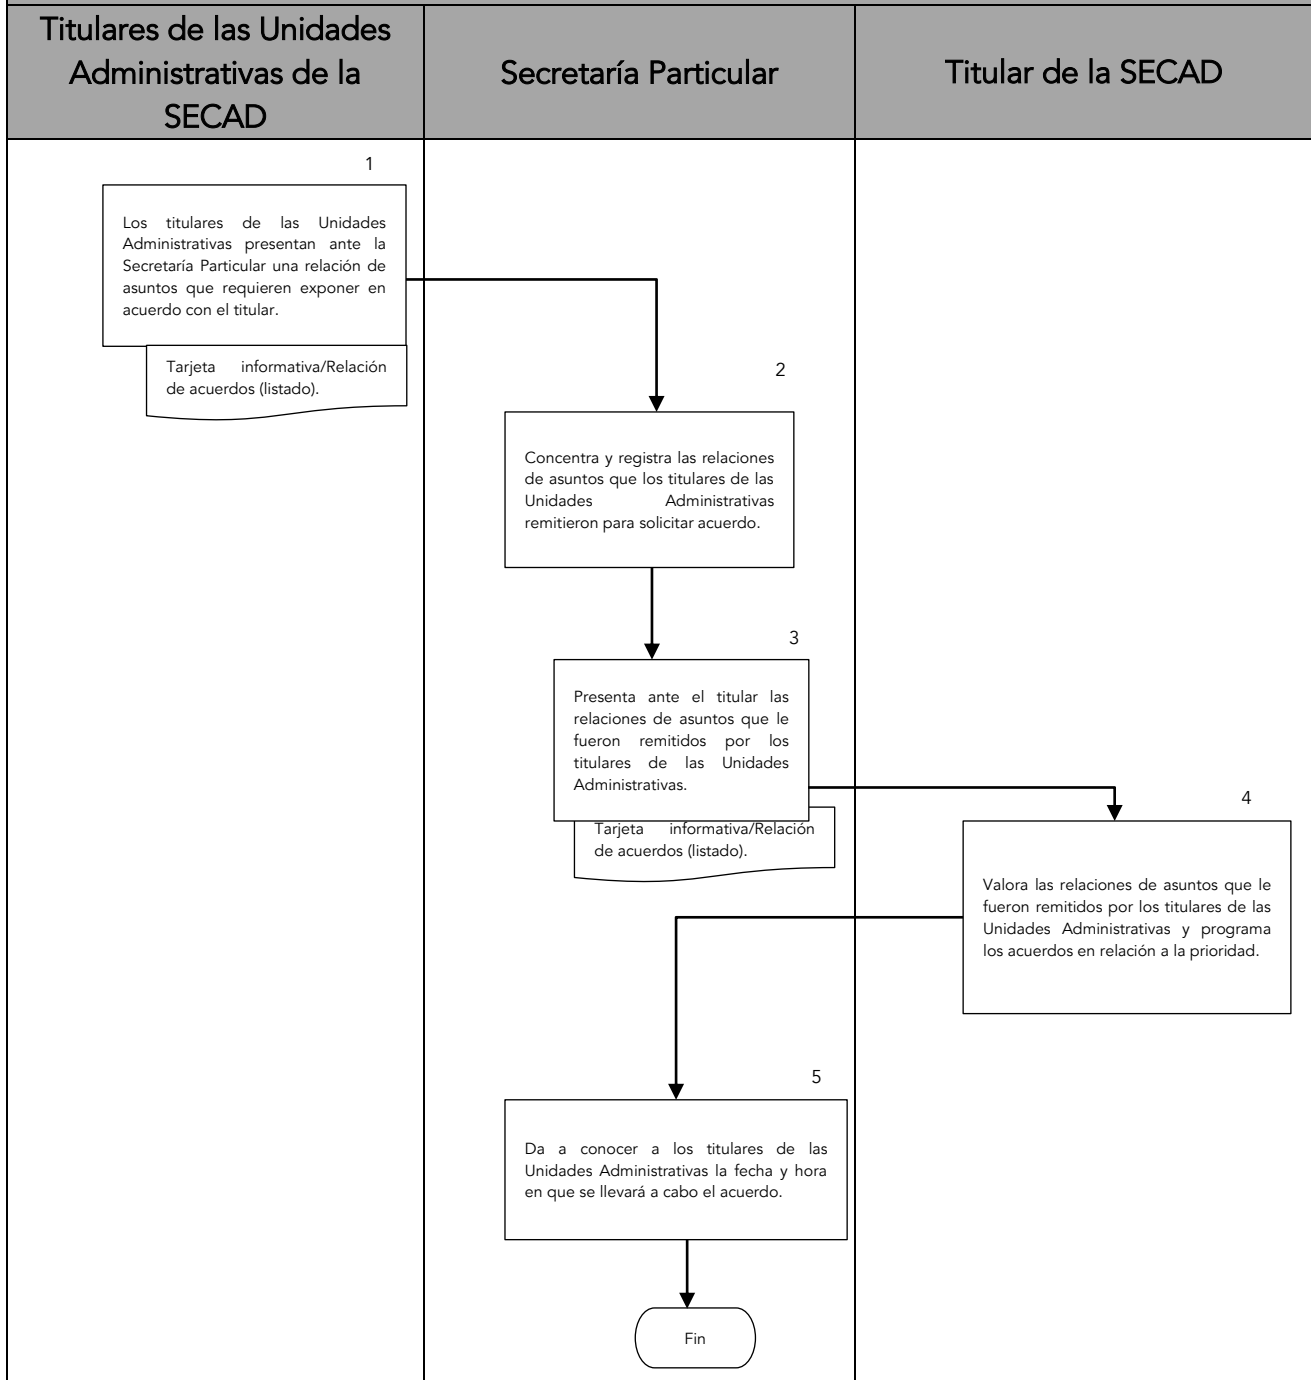 Titulares de las Unidades
Administrativas de la
SECAD
Secretaría Particular
Titular de la SECAD
1
Los titulares de las Unidades
Administrativas presentan ante la
Secretaría Particular una relación de
asuntos que requieren exponer en
acuerdo con el titular.
Tarjeta informativa/Relación
de acuerdos (listado).
2
Concentra y registra las relaciones
de asuntos que los titulares de las
Unidades Administrativas
remitieron para solicitar acuerdo.
3
Presenta ante el titular las
relaciones de asuntos que le
fueron remitidos por los
titulares de las Unidades
Administrativas.
Tarjeta informativa/Relación
de acuerdos (listado).
4
Valora las relaciones de asuntos que le
fueron remitidos por los titulares de las
Unidades Administrativas y programa
los acuerdos en relación a la prioridad.
5
Da a conocer a los titulares de las
Unidades Administrativas la fecha y hora
en que se llevará a cabo el acuerdo.
Fin